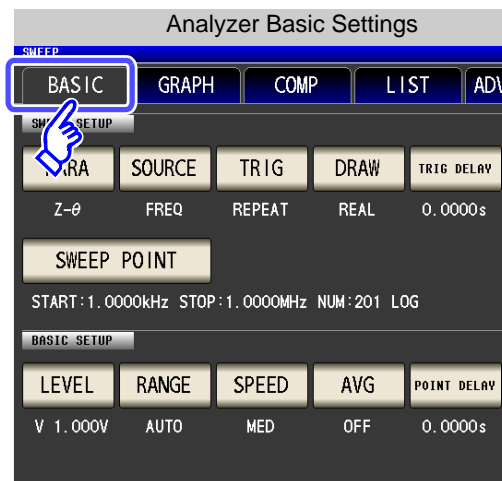 Analyzer Basic Settings
SWEEP
BASIC GRAPH COMP LIST ADV
SETUP
SOURCE TRIG DRAW TRIG DELAY
Z-θ FREQ REPEAT REAL 0.0000s
SWEEP POINT
START:1.0000kHz STOP:1.0000MHz NUM:201 LOG
BASIC SETUP
LEVEL RANGE SPEED AVG POINT DELAY
V 1.000V AUTO MED OFF 0.0000s